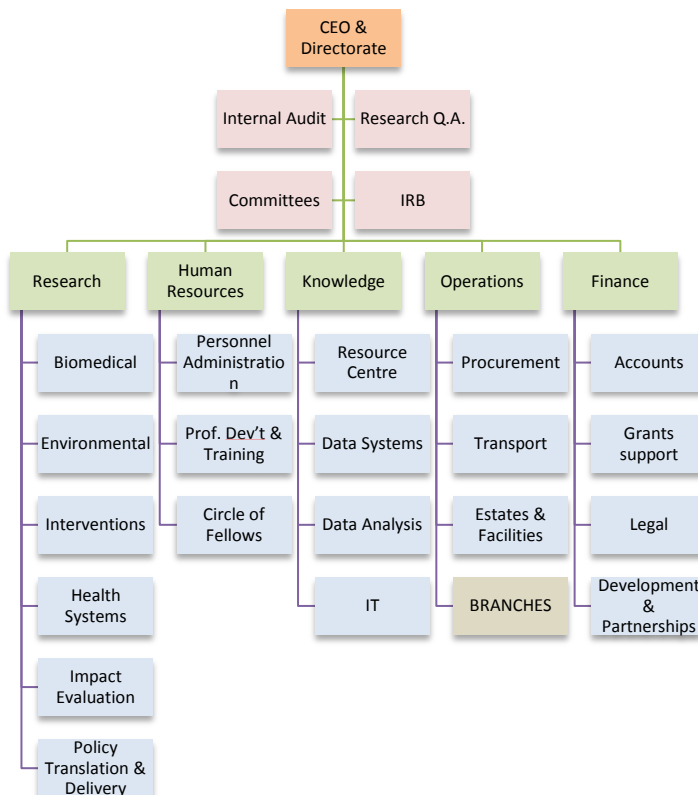 CEO &
Directorate
Internal Audit
Research Q.A.
Committees
IRB
Research
Human
Resources
Knowledge
Operations
Finance
Biomedical
Environmental
Interventions
Health
Systems
Impact
Evaluation
Policy
Translation &
Delivery
Personnel
Administratio
n
Prof. Dev't &
Training
Circle of
Fellows
Resource
Centre
Data Systems
Data Analysis
IT
Procurement
Transport
Estates &
Facilities
BRANCHES
Accounts
Grants
support
Legal
Development
&
Partnerships